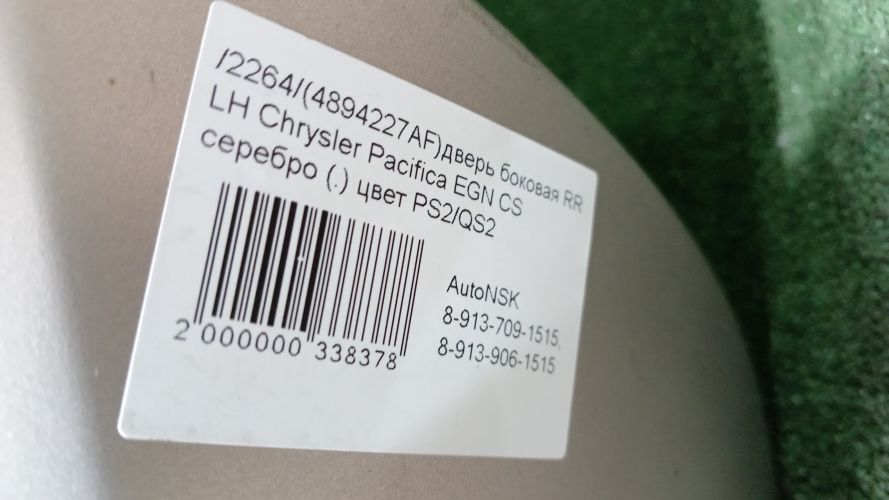 /2264/(4894227AF)дверь боковая RR
LH Chrysler Pacifica EGN CS
серебро (.) цвет PS2/QS2
AutoNSK
8-913-709-1515,
8-913-906-1515
2 000000 338378